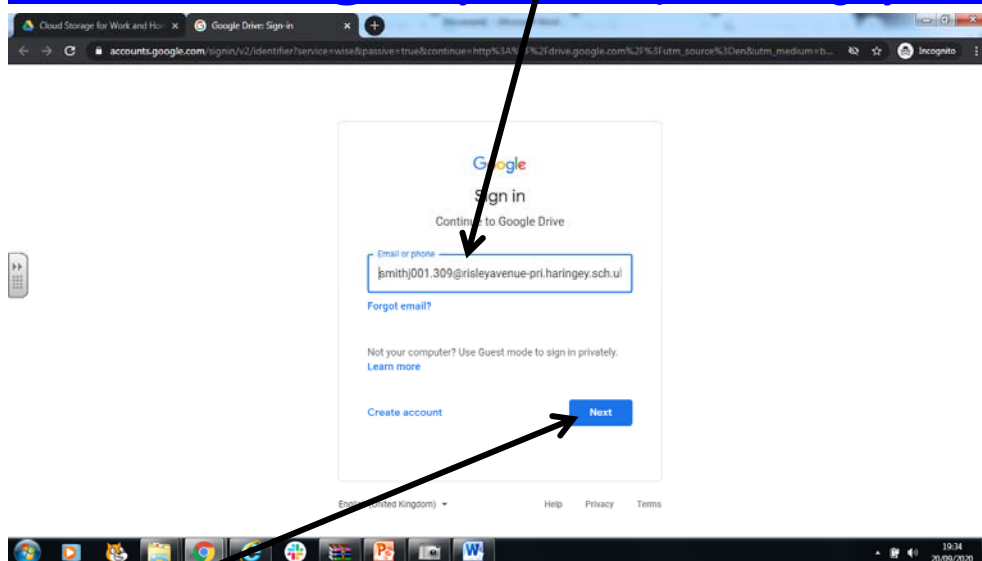 Cloud Storage for Work and Ho
Google Drive: Sign-in
accounts.google.com/signin/v2/identifier?service=wise&passive=true&continue=http%3A% F%2Fdrive.google.com%2F%3Futm_source%3Den&utm_medium=b...
Incognito
Google
Sign in
Continue to Google Drive
Email or phone
smithj001.309@risleyavenue-pri.haringey.sch.u
Forgot email?
Not your computer? Use Guest mode to sign in privately.
Learn more
Create account
Next
English (United Kingdom)
Help Privacy Terms
19:34
20/09/2020